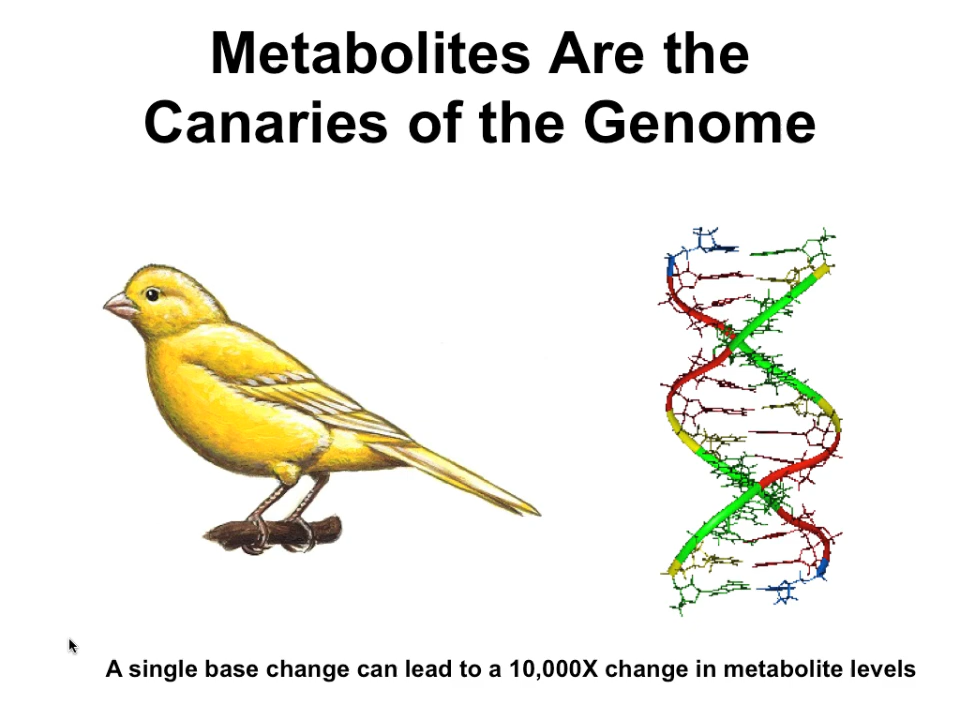 Metabolites Are the
Canaries of the Genome
A single base change can lead to a 10,000X change in metabolite levels